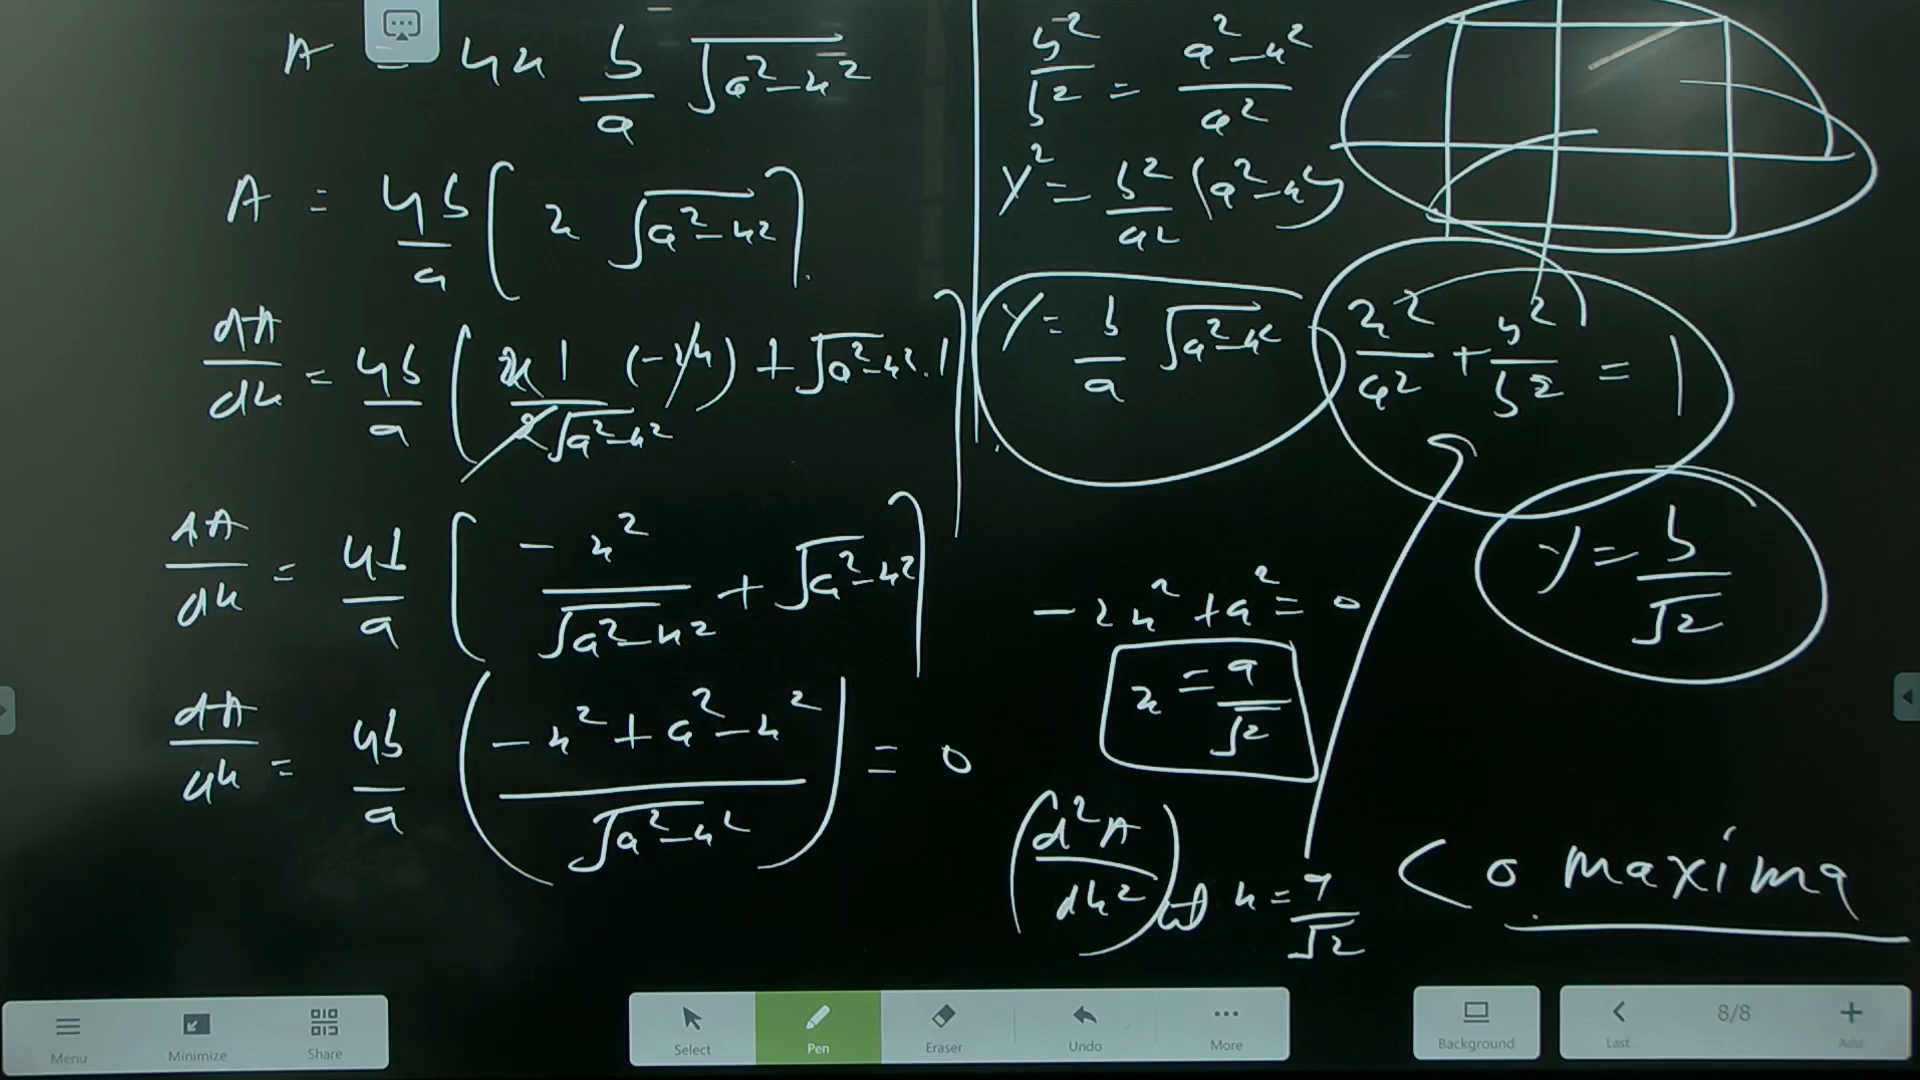 A = 4x b/a √(a²-x²)
A = 4b/a [ x √(a²-x²) ]
dA/dx = 4b/a ( x 1/2√(a²-x²) (-2x) + √(a²-x²).1 ]
dA/dx = 4b/a [ -x²/√(a²-x²) + √(a²-x²) ]
dA/dx = 4b/a ( (-x²+a²-x²)/√(a²-x²) ) = 0
y²/b² = (a²-x²)/a²
y² = b²/a² (a²-x²)
y = b/a √(a²-x²)
x²/a² + y²/b² = 1
y = b/√2
-2x²+a² = 0
x = a/√2
(d²A/dx²) at x = a/√2 < 0 maxima
Menu
Minimize
Share
Select
Pen
Eraser
Undo
More
Background
Last
8/8
Add